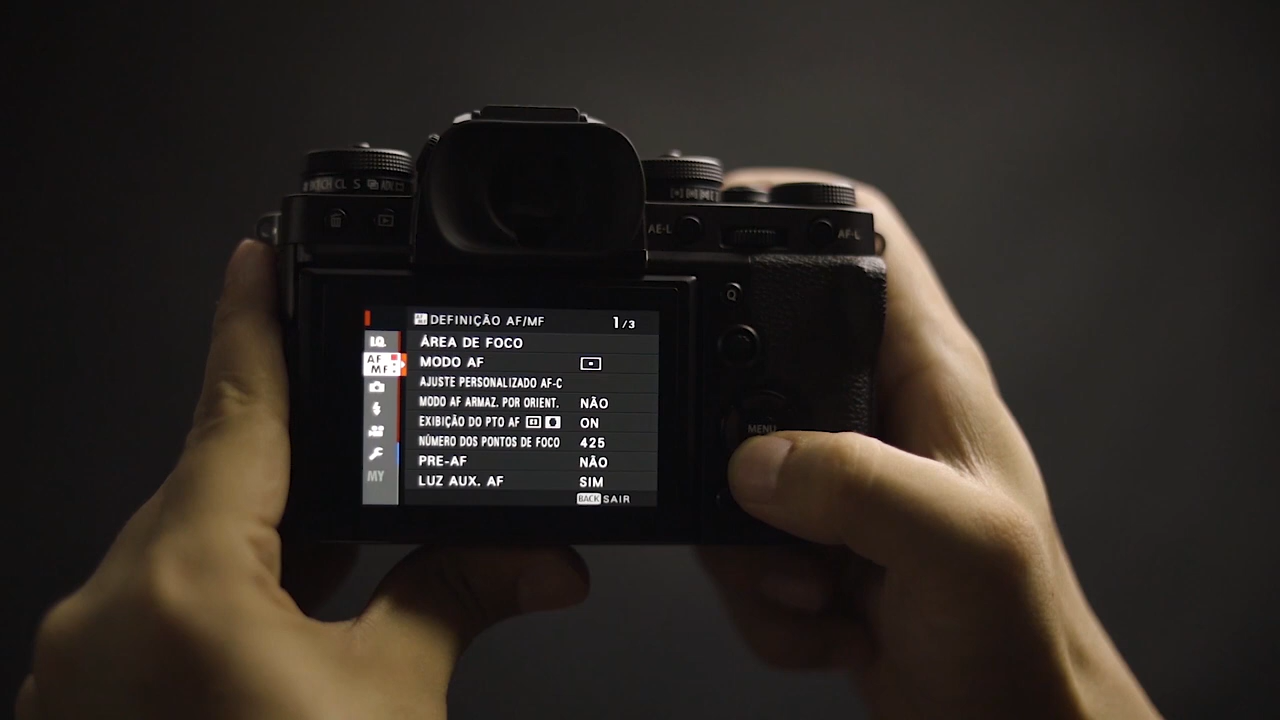 CL S
AE-L
AF-L
Q
MENU
DEFINIÇÃO AF/MF 1/3
I.Q.
AF MF
MY
ÁREA DE FOCO
MODO AF
AJUSTE PERSONALIZADO AF-C
MODO AF ARMAZ. POR ORIENT. NÃO
EXIBIÇÃO DO PTO AF ON
NÚMERO DOS PONTOS DE FOCO 425
PRE-AF NÃO
LUZ AUX. AF SIM
BACK SAIR